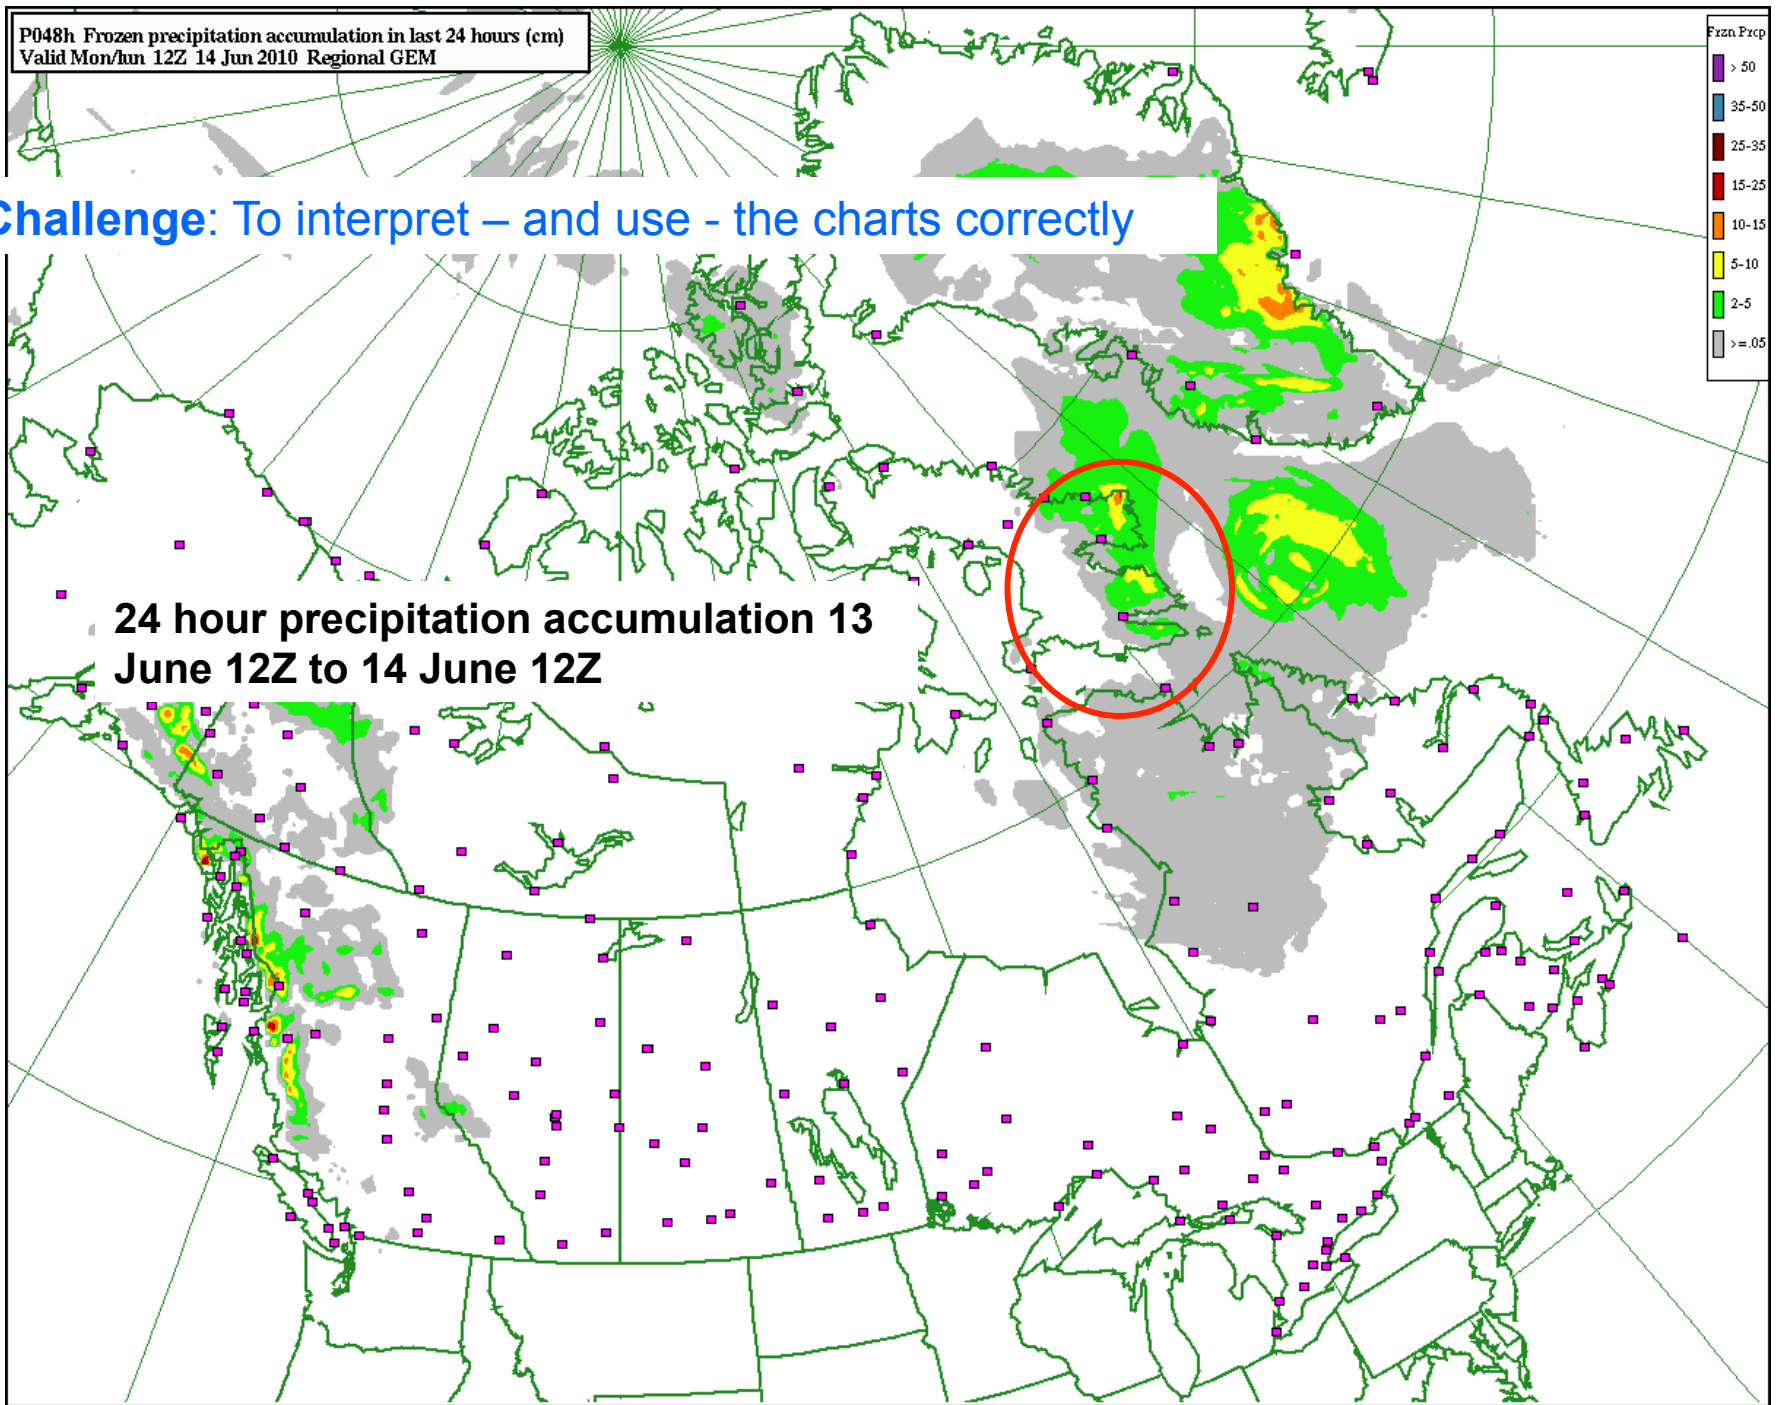 P048h Frozen precipitation accumulation in last 24 hours (cm)
Valid Mon/lun 12Z 14 Jun 2010 Regional GEM
Frzn Prcp
> 50
35-50
25-35
15-25
10-15
5-10
2-5
>=.05
Challenge: To interpret – and use - the charts correctly
24 hour precipitation accumulation 13
June 12Z to 14 June 12Z